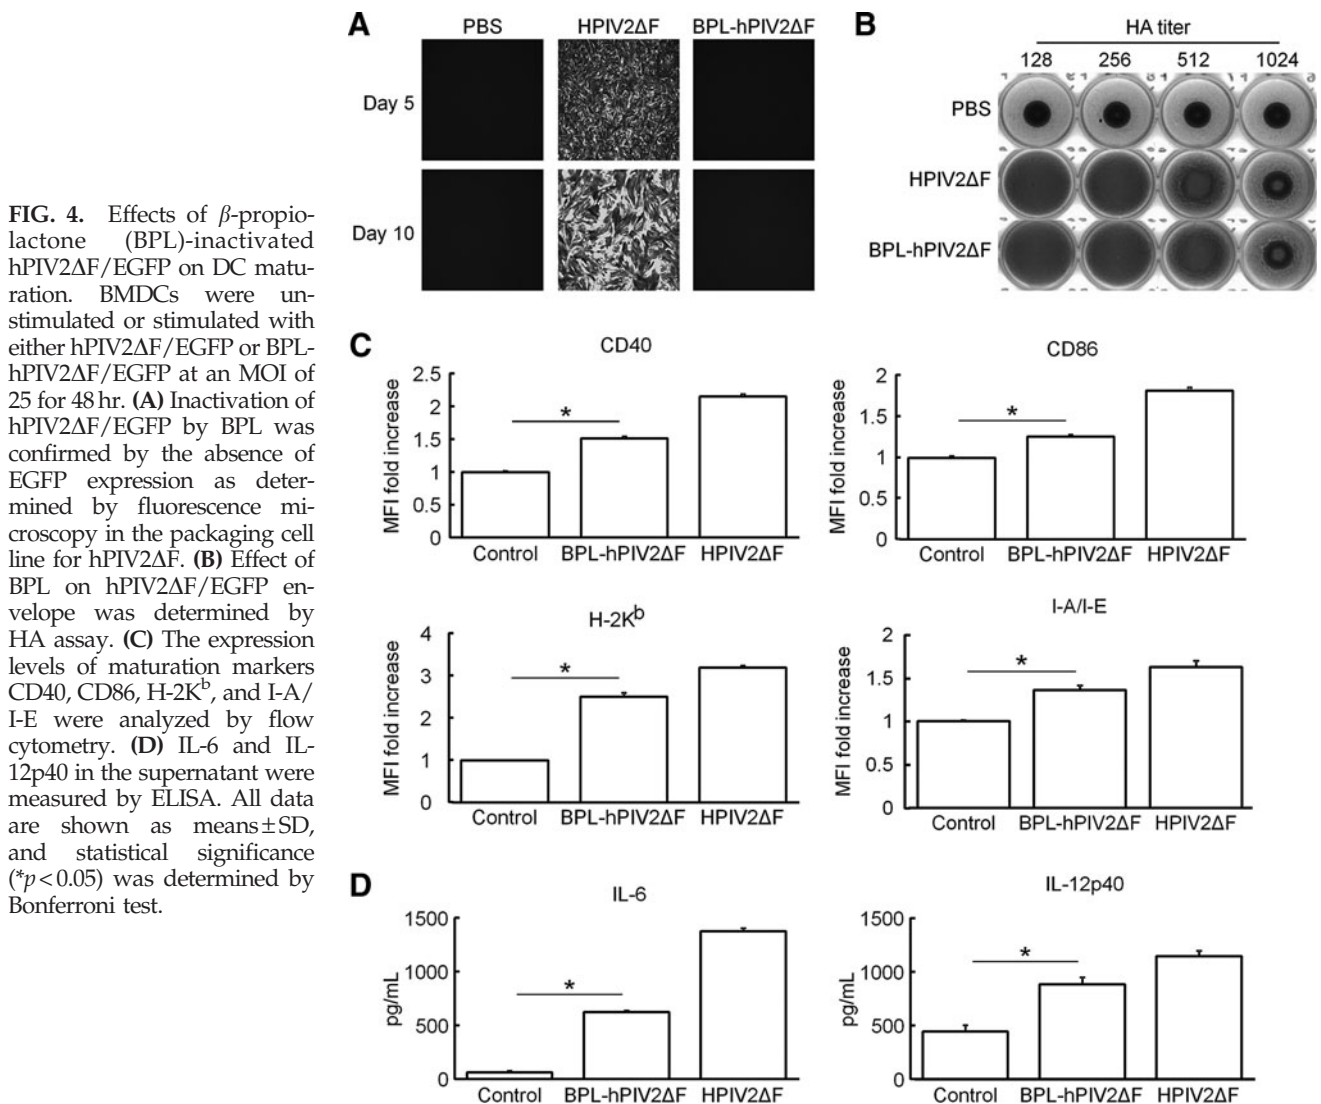 FIG. 4. Effects of β-propio-
lactone (BPL)-inactivated
hPIV2ΔF/EGFP on DC matu-
ration. BMDCs were un-
stimulated or stimulated with
either hPIV2ΔF/EGFP or BPL-
hPIV2ΔF/EGFP at an MOI of
25 for 48 hr. (A) Inactivation of
hPIV2ΔF/EGFP by BPL was
confirmed by the absence of
EGFP expression as deter-
mined by fluorescence mi-
croscopy in the packaging cell
line for hPIV2ΔF. (B) Effect of
BPL on hPIV2ΔF/EGFP en-
velope was determined by
HA assay. (C) The expression
levels of maturation markers
CD40, CD86, H-2Kᵇ, and I-A/
I-E were analyzed by flow
cytometry. (D) IL-6 and IL-
12p40 in the supernatant were
measured by ELISA. All data
are shown as means±SD,
and statistical significance
(*p<0.05) was determined by
Bonferroni test.
A
PBS HPIV2ΔF BPL-hPIV2ΔF
Day 5
Day 10
B
HA titer
128 256 512 1024
PBS
HPIV2ΔF
BPL-hPIV2ΔF
C
CD40
MFI fold increase
2.5
2
1.5
1
0.5
0
*
Control BPL-hPIV2ΔF HPIV2ΔF
CD86
MFI fold increase
2
1.5
1
0.5
0
*
Control BPL-hPIV2ΔF HPIV2ΔF
H-2Kᵇ
MFI fold increase
4
3
2
1
0
*
Control BPL-hPIV2ΔF HPIV2ΔF
I-A/I-E
MFI fold increase
2
1.5
1
0.5
0
*
Control BPL-hPIV2ΔF HPIV2ΔF
D
IL-6
pg/mL
1500
1000
500
0
*
Control BPL-hPIV2ΔF HPIV2ΔF
IL-12p40
pg/mL
1500
1000
500
0
*
Control BPL-hPIV2ΔF HPIV2ΔF